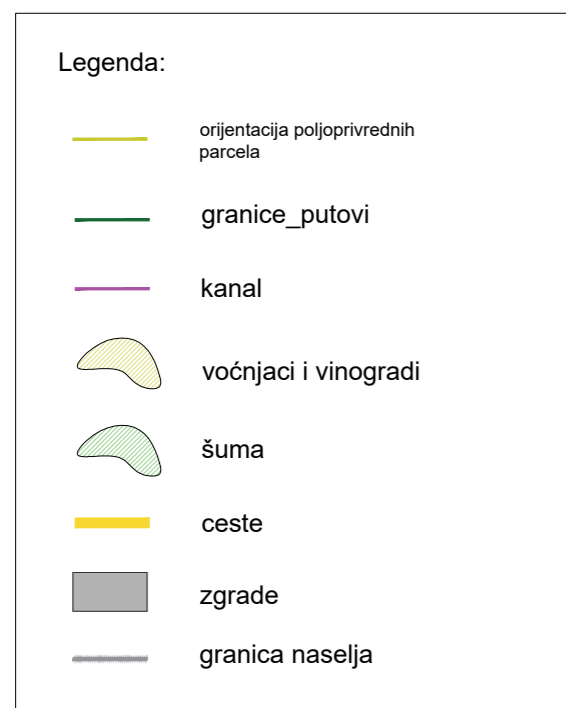 Legenda:
orijentacija poljoprivrednih
parcela
granice_putovi
kanal
voćnjaci i vinogradi
šuma
ceste
zgrade
granica naselja